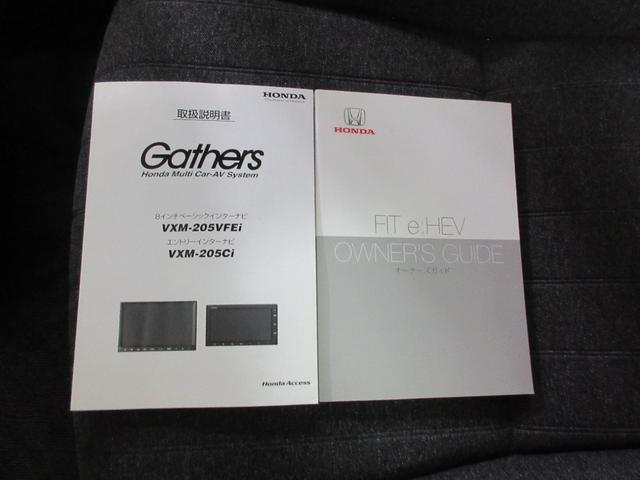 HONDA
取扱説明書
Gathers
Honda Multi Car-AV System
8インチベーシックインターナビ
VXM-205VFEi
エントリーインターナビ
VXM-205Ci
Honda Access
HONDA
FIT e:HEV
OWNER'S GUIDE
オーナーズガイド